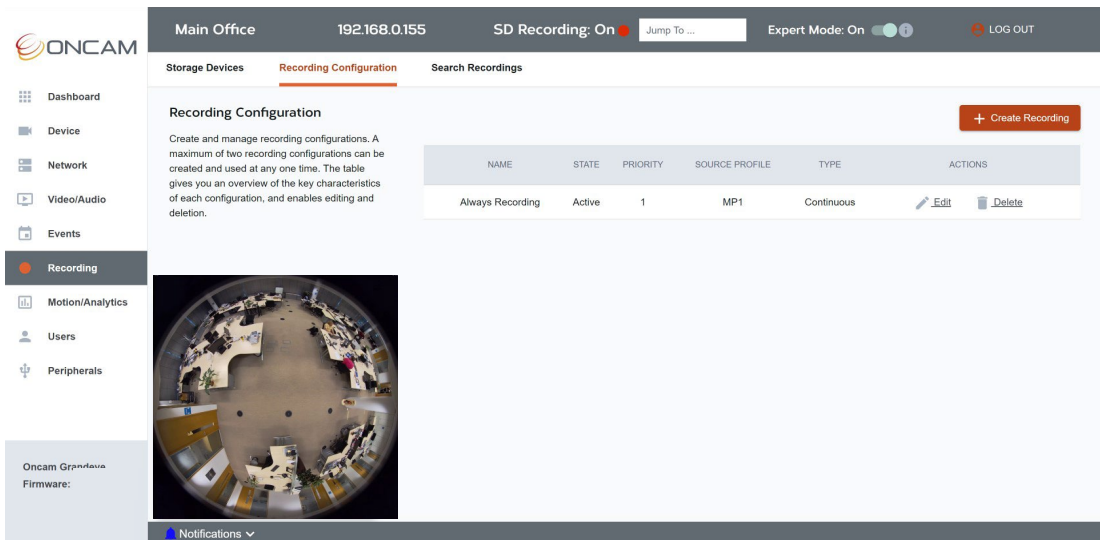 ONCAM
Main Office 192.168.0.155 SD Recording: On Jump To ... Expert Mode: On i LOG OUT
Storage Devices Recording Configuration Search Recordings
Dashboard
Device
Network
Video/Audio
Events
Recording
Motion/Analytics
Users
Peripherals
Oncam Grandeye
Firmware:
Recording Configuration
Create and manage recording configurations. A
maximum of two recording configurations can be
created and used at any one time. The table
gives you an overview of the key characteristics
of each configuration, and enables editing and
deletion.
+ Create Recording
NAME STATE PRIORITY SOURCE PROFILE TYPE ACTIONS
Always Recording Active 1 MP1 Continuous Edit Delete
Notifications